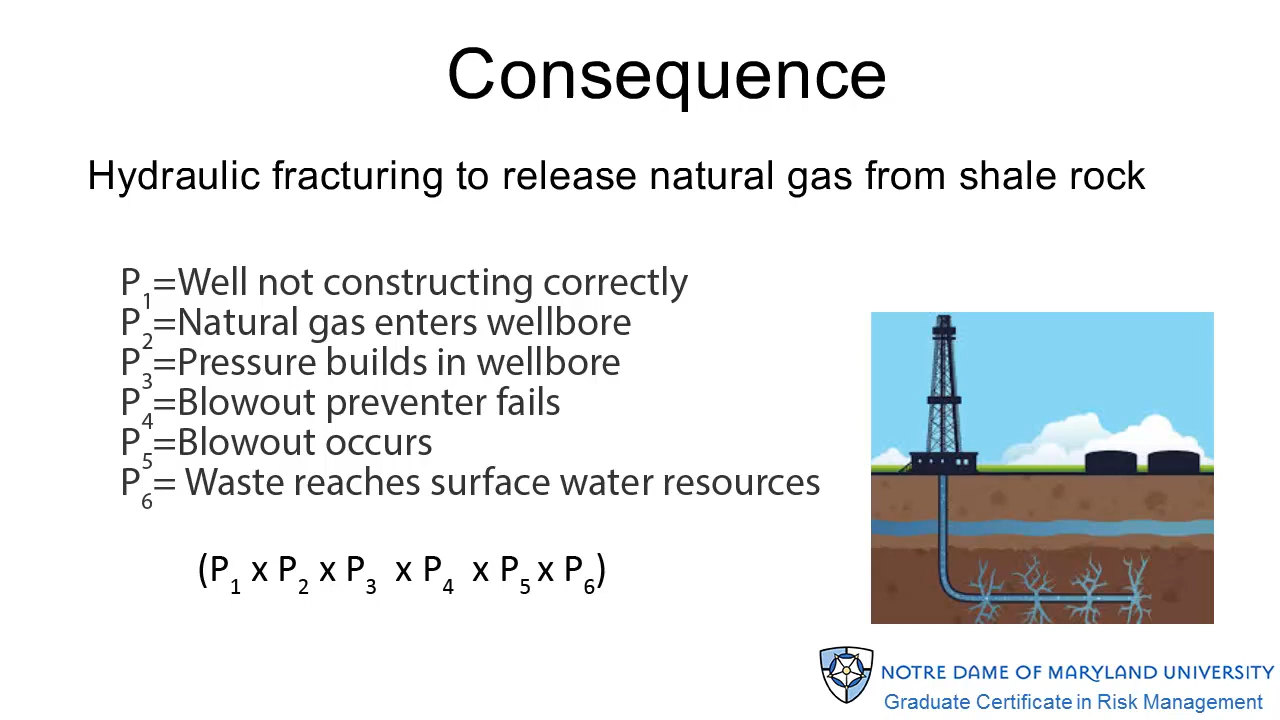 Consequence
Hydraulic fracturing to release natural gas from shale rock
P1=Well not constructing correctly
P2=Natural gas enters wellbore
P3=Pressure builds in wellbore
P4=Blowout preventer fails
P5=Blowout occurs
P6= Waste reaches surface water resources
(P1 x P2 x P3 x P4 x P5 x P6)
NOTRE DAME OF MARYLAND UNIVERSITY
Graduate Certificate in Risk Management